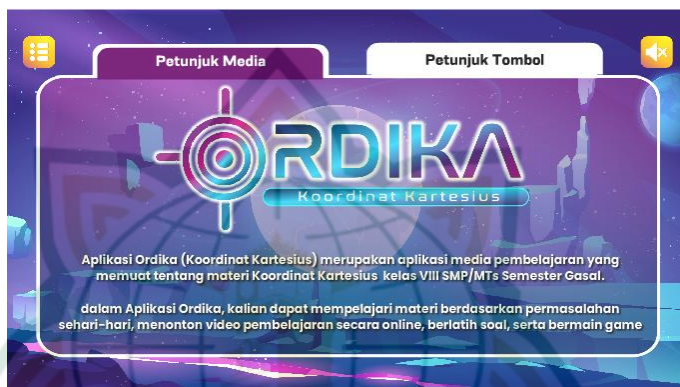 Petunjuk Media
Petunjuk Tombol
ORDIKA
Koordinat Kartesius
Aplikasi Ordika (Koordinat Kartesius) merupakan aplikasi media pembelajaran yang
memuat tentang materi Koordinat Kartesius kelas VIII SMP/MTs Semester Gasal.
dalam Aplikasi Ordika, kalian dapat mempelajari materi berdasarkan permasalahan
sehari-hari, menonton video pembelajaran secara online, berlatih soal, serta bermain game